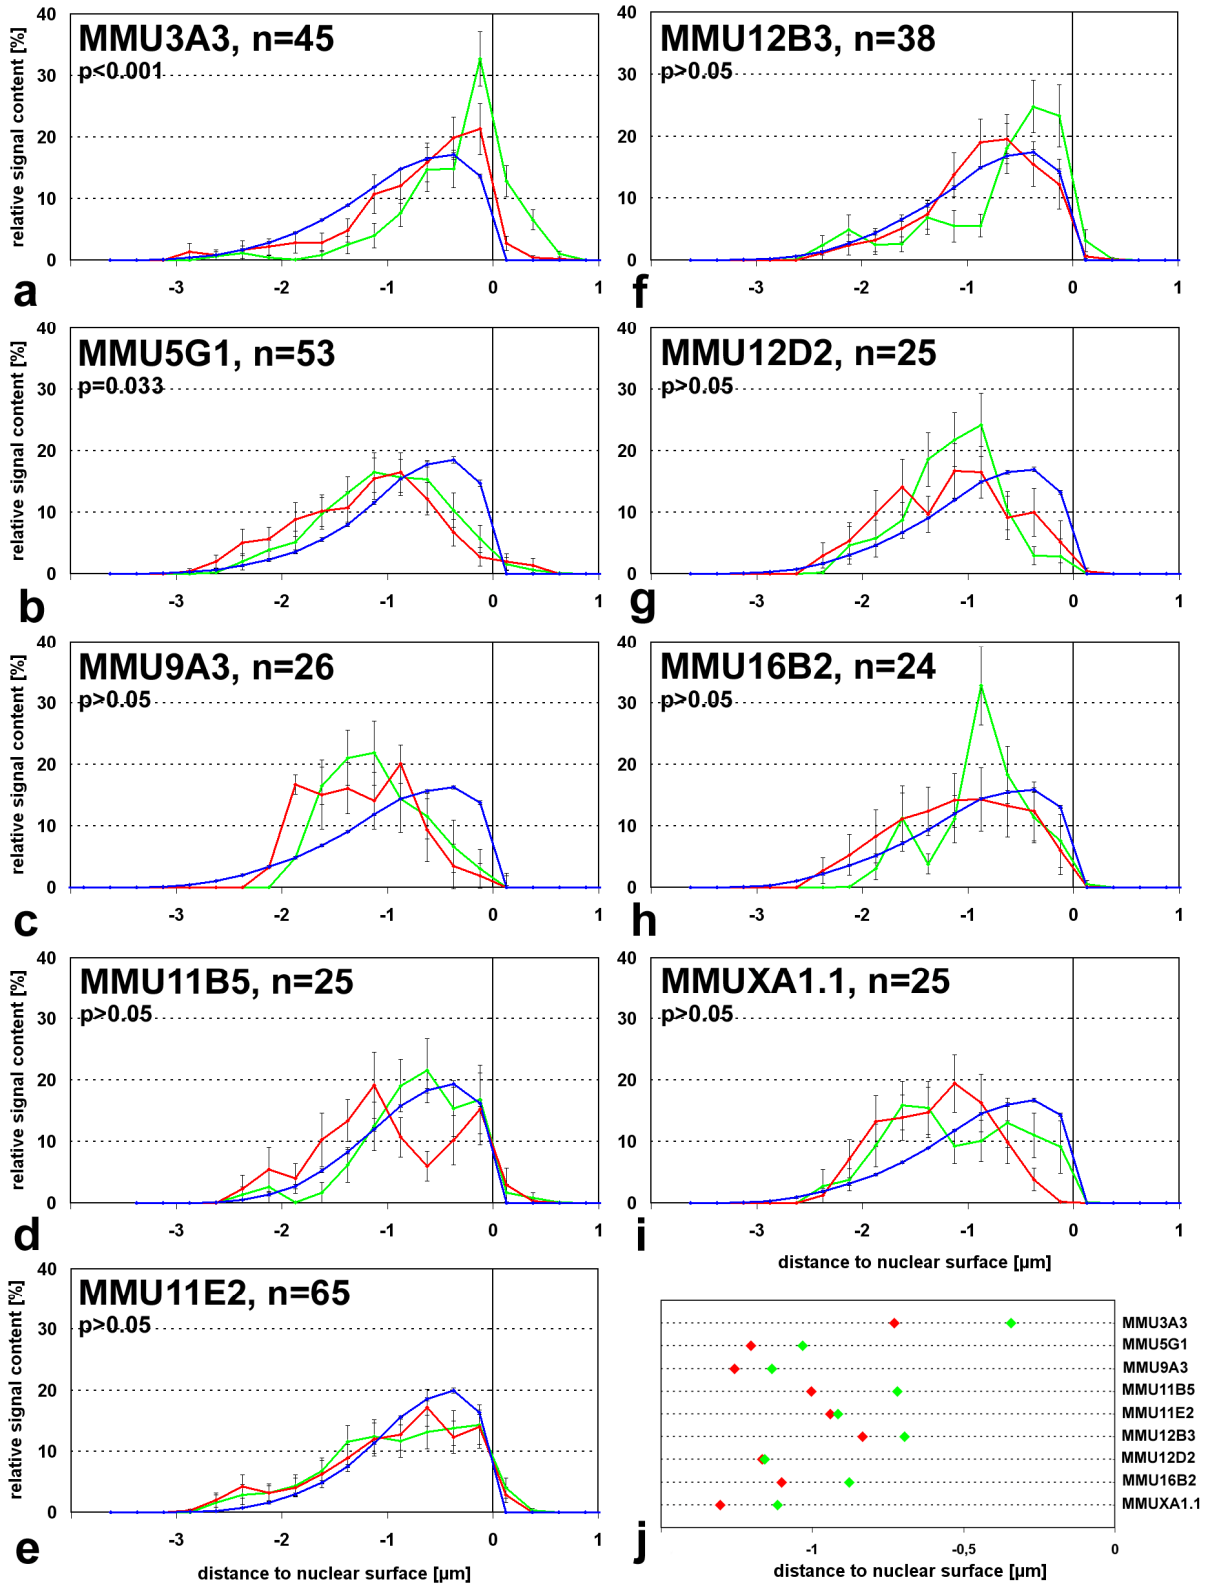 MMU3A3, n=45
p<0.001
relative signal content [%]
40
30
20
10
0
-3
-2
-1
0
1
a
MMU5G1, n=53
p=0.033
relative signal content [%]
40
30
20
10
0
-3
-2
-1
0
1
b
MMU9A3, n=26
p>0.05
relative signal content [%]
40
30
20
10
0
-3
-2
-1
0
1
c
MMU11B5, n=25
p>0.05
relative signal content [%]
40
30
20
10
0
-3
-2
-1
0
1
d
MMU11E2, n=65
p>0.05
relative signal content [%]
40
30
20
10
0
-3
-2
-1
0
1
e
distance to nuclear surface [µm]
MMU12B3, n=38
p>0.05
40
30
20
10
0
-3
-2
-1
0
1
f
MMU12D2, n=25
p>0.05
40
30
20
10
0
-3
-2
-1
0
1
g
MMU16B2, n=24
p>0.05
40
30
20
10
0
-3
-2
-1
0
1
h
MMUXA1.1, n=25
p>0.05
40
30
20
10
0
-3
-2
-1
0
1
i
distance to nuclear surface [µm]
MMU3A3
MMU5G1
MMU9A3
MMU11B5
MMU11E2
MMU12B3
MMU12D2
MMU16B2
MMUXA1.1
j
-1
-0,5
0
distance to nuclear surface [µm]